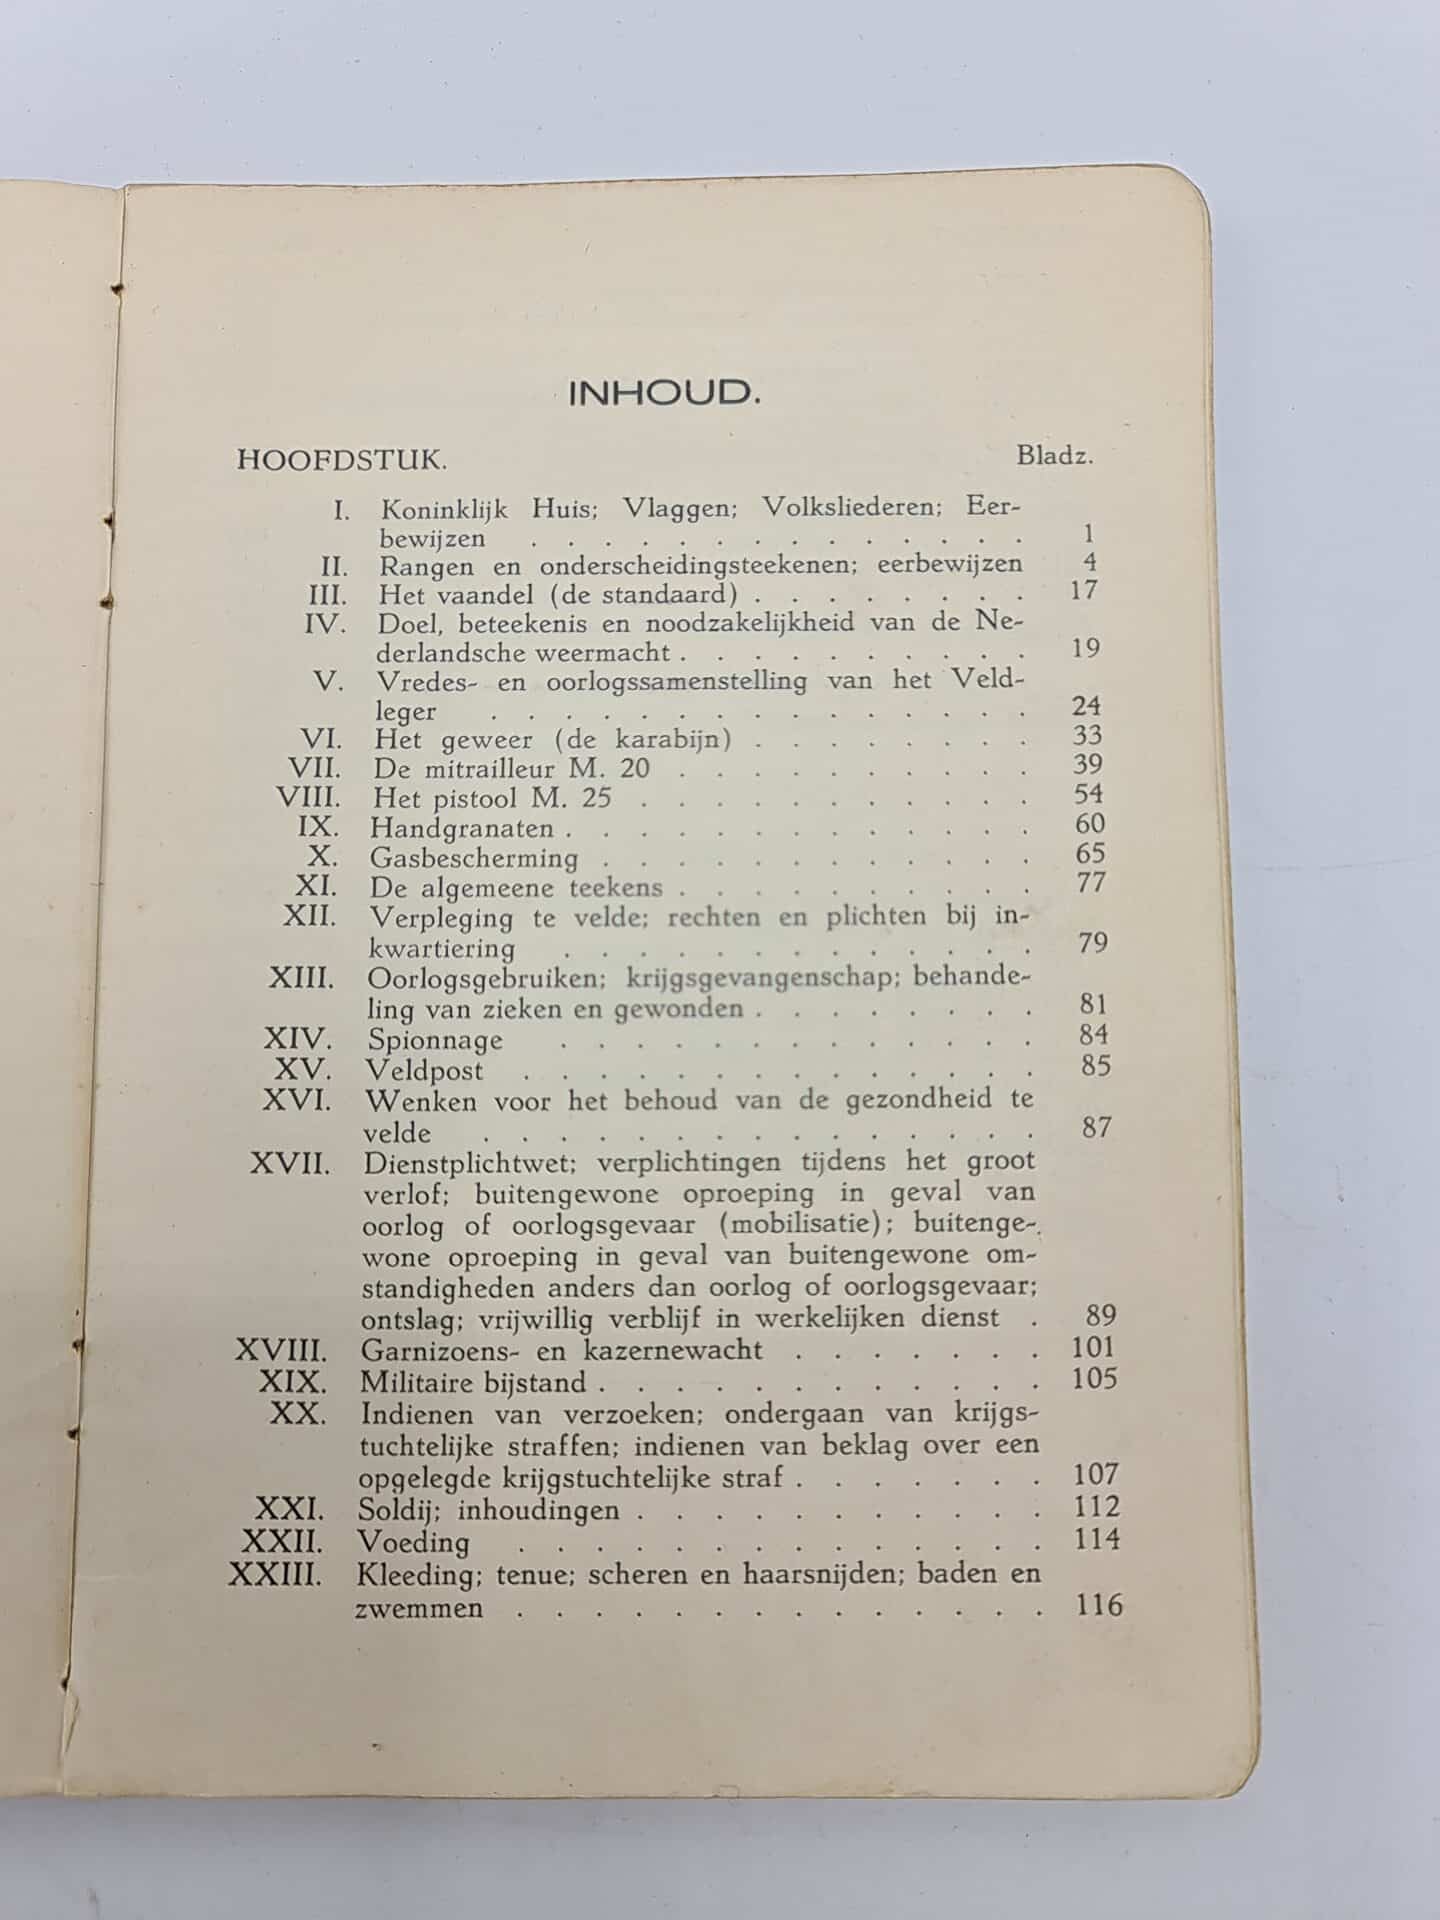 INHOUD.
HOOFDSTUK. Bladz.
I. Koninklijk Huis; Vlaggen; Volksliederen; Eer-
bewijzen . . . . . . . . . . . . . . 1
II. Rangen en onderscheidingsteekenen; eerbewijzen 4
III. Het vaandel (de standaard) . . . . . . . . 17
IV. Doel, beteekenis en noodzakelijkheid van de Ne-
derlandsche weermacht . . . . . . . . . . 19
V. Vredes- en oorlogssamenstelling van het Veld-
leger . . . . . . . . . . . . . . . 24
VI. Het geweer (de karabijn) . . . . . . . . 33
VII. De mitrailleur M. 20 . . . . . . . . . . 39
VIII. Het pistool M. 25 . . . . . . . . . . . 54
IX. Handgranaten . . . . . . . . . . . . . 60
X. Gasbescherming . . . . . . . . . . . . 65
XI. De algemeene teekens . . . . . . . . . . 77
XII. Verpleging te velde; rechten en plichten bij in-
kwartiering . . . . . . . . . . . . . 79
XIII. Oorlogsgebruiken; krijgsgevangenschap; behande-
ling van zieken en gewonden . . . . . . . . 81
XIV. Spionnage . . . . . . . . . . . . . 84
XV. Veldpost . . . . . . . . . . . . . . 85
XVI. Wenken voor het behoud van de gezondheid te
velde . . . . . . . . . . . . . . . 87
XVII. Dienstplichtwet; verplichtingen tijdens het groot
verlof; buitengewone oproeping in geval van
oorlog of oorlogsgevaar (mobilisatie); buitenge-
wone oproeping in geval van buitengewone om-
standigheden anders dan oorlog of oorlogsgevaar;
ontslag; vrijwillig verblijf in werkelijken dienst . 89
XVIII. Garnizoens- en kazernewacht . . . . . . . 101
XIX. Militaire bijstand . . . . . . . . . . . . 105
XX. Indienen van verzoeken; ondergaan van krijgs-
tuchtelijke straffen; indienen van beklag over een
opgelegde krijgstuchtelijke straf . . . . . . . 107
XXI. Soldij; inhoudingen . . . . . . . . . . . 112
XXII. Voeding . . . . . . . . . . . . . . 114
XXIII. Kleeding; tenue; scheren en haarsnijden; baden en
zwemmen . . . . . . . . . . . . . . 116